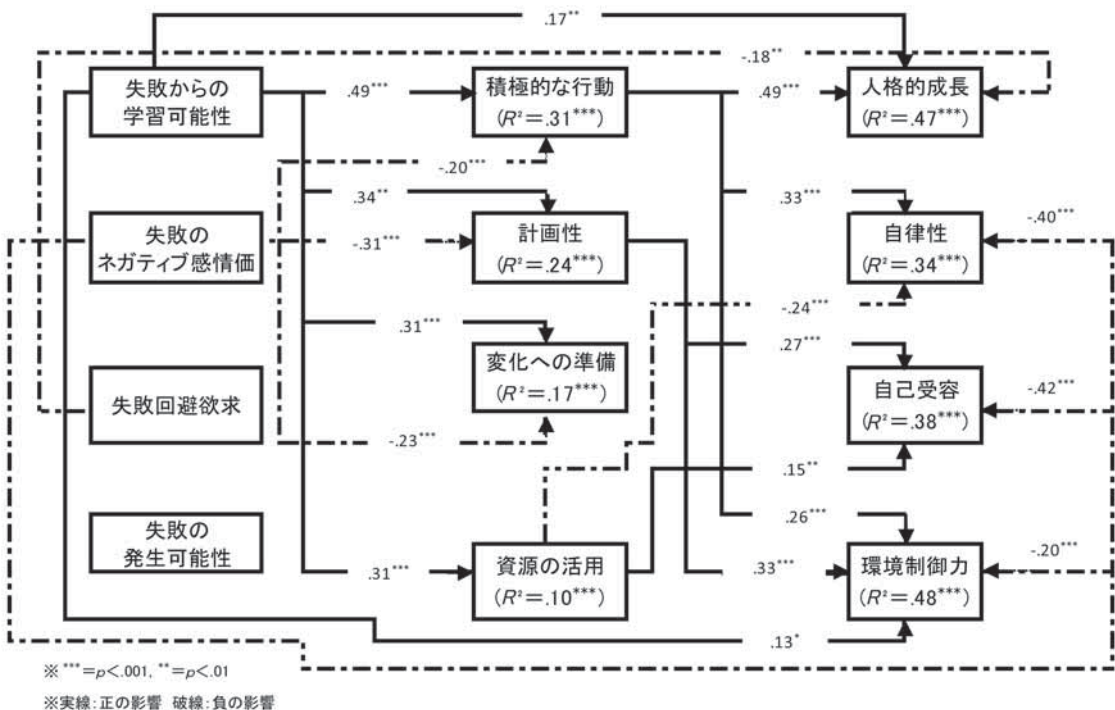 .17**
-.18**
失敗からの
学習可能性
.49***
積極的な行動
(R²=.31***)
.49***
人格的成長
(R²=.47***)
-.20***
.34**
.33***
失敗の
ネガティブ感情価
-.31***
計画性
(R²=.24***)
自律性
(R²=.34***)
-.40***
-.24***
.31***
.27***
失敗回避欲求
変化への準備
(R²=.17***)
自己受容
(R²=.38***)
-.42***
-.23***
.15**
失敗の
発生可能性
.26***
.31***
資源の活用
(R²=.10***)
.33***
環境制御力
(R²=.48***)
-.20***
.13*
※ ***=p<.001, **=p<.01
※実線:正の影響 破線:負の影響